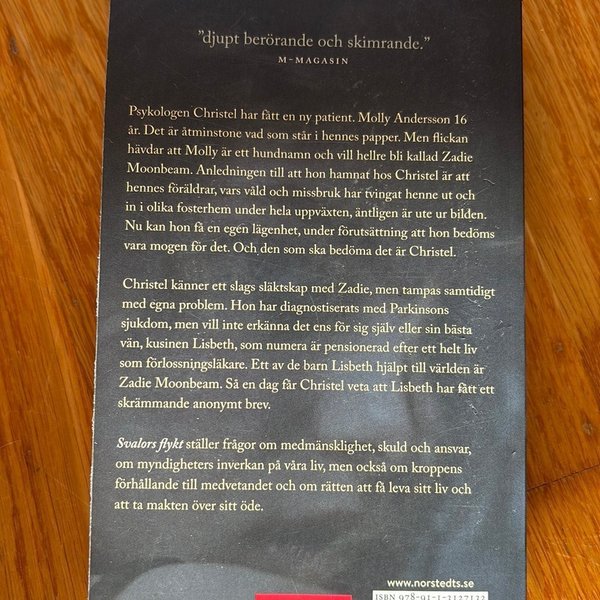 ”djupt berörande och skimrande.”
M-MAGASIN
Psykologen Christel har fått en ny patient. Molly Andersson 16
år. Det är åtminstone vad som står i hennes papper. Men flickan
hävdar att Molly är ett hundnamn och vill hellre bli kallad Zadie
Moonbeam. Anledningen till att hon hamnat hos Christel är att
hennes föräldrar, vars våld och missbruk har tvingat henne ut och
in i olika fosterhem under hela uppväxten, äntligen är ute ur bilden.
Nu kan hon få en egen lägenhet, under förutsättning att hon bedöms
vara mogen för det. Och den som ska bedöma det är Christel.
Christel känner ett slags släktskap med Zadie, men tampas samtidigt
med egna problem. Hon har diagnostiserats med Parkinsons
sjukdom, men vill inte erkänna det ens för sig själv eller sin bästa
vän, kusinen Lisbeth, som numera är pensionerad efter ett helt liv
som förlossningsläkare. Ett av de barn Lisbeth hjälpt till världen är
Zadie Moonbeam. Så en dag får Christel veta att Lisbeth har fått ett
skrämmande anonymt brev.
Svalors flykt ställer frågor om medmänsklighet, skuld och ansvar,
om myndigheters inverkan på våra liv, men också om kroppens
förhållande till medvetandet och om rätten att få leva sitt liv och
att ta makten över sitt öde.
www.norstedts.se
ISBN 978-91-1-3127132